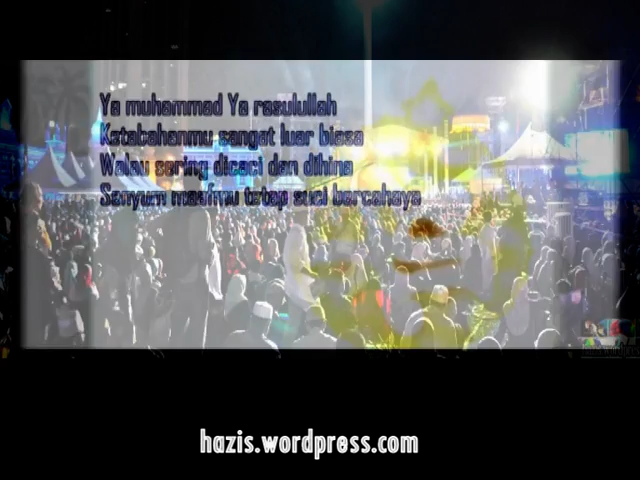 Ya muhammad Ya rasulullah
Ketabahanmu sangat luar biasa
Walau sering dicaci dan dihina
Senyum maafmu tetap suci bercahaya
hazis.wordpress.com